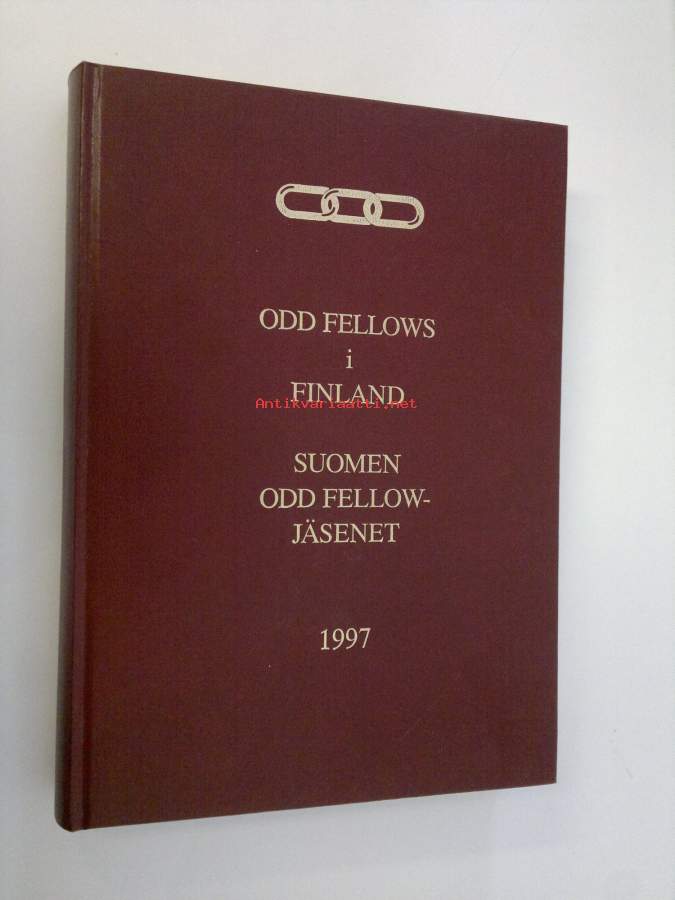 ODD FELLOWS
i
FINLAND
Antikvariaatti.net
SUOMEN
ODD FELLOW-
JÄSENET
1997